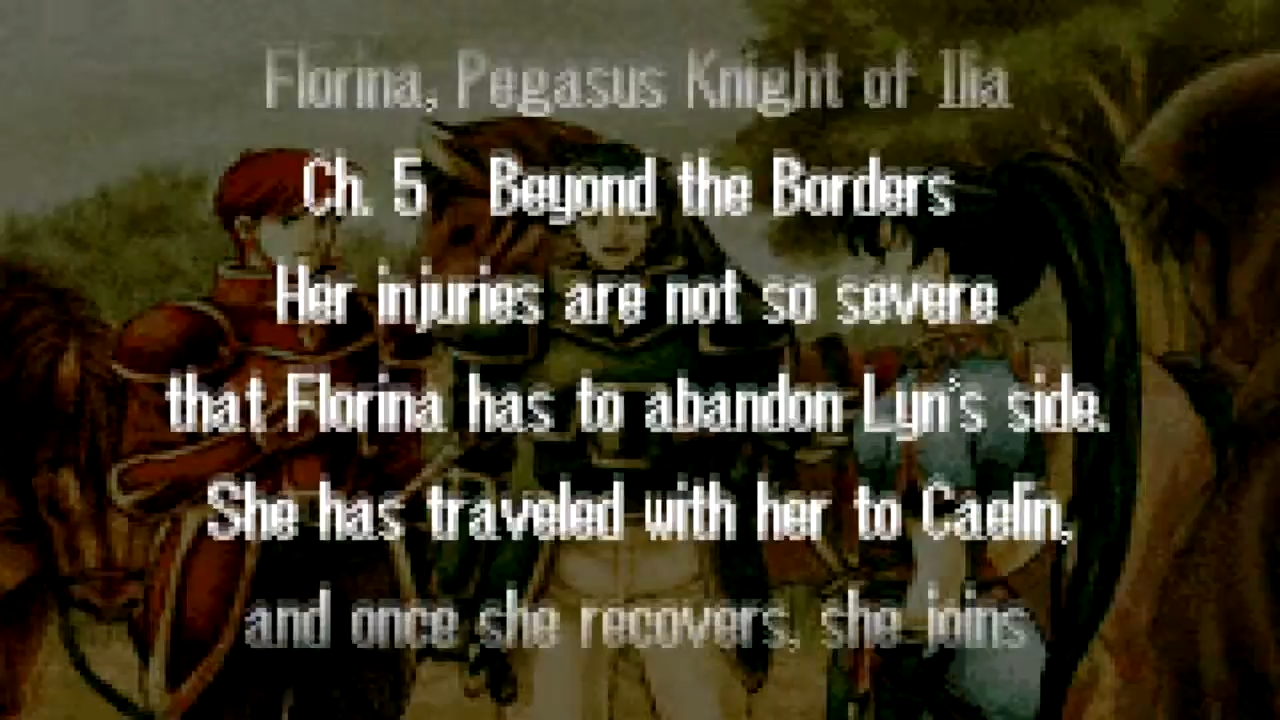 Florina, Pegasus Knight of Ilia
Ch. 5 Beyond the Borders
Her injuries are not so severe
that Florina has to abandon Lyn's side.
She has traveled with her to Caelin,
and once she recovers, she joins